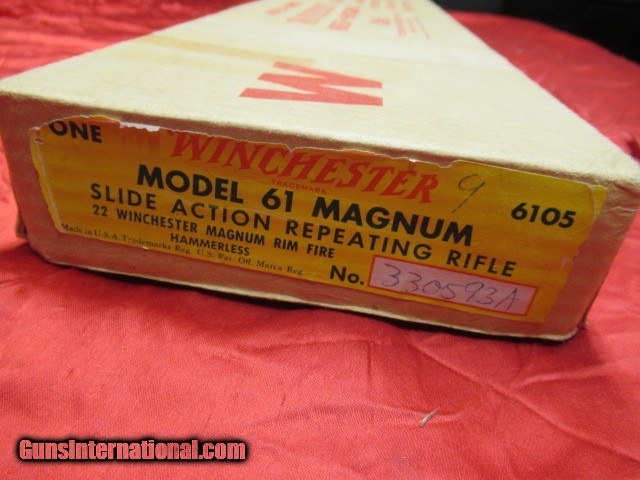 W
ONE
WINCHESTER
TRADEMARK
9
MODEL 61 MAGNUM
6105
SLIDE ACTION REPEATING RIFLE
22 WINCHESTER MAGNUM RIM FIRE
HAMMERLESS
Made in U.S.A. Trademarks Reg. U.S. Pat. Off. Marca Reg.
No. 330593A
GunsInternational.com